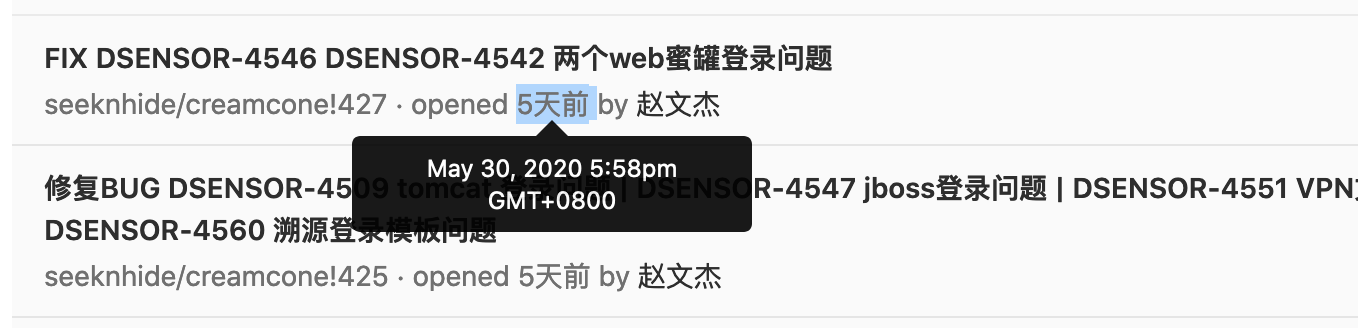 FIX DSENSOR-4546 DSENSOR-4542 两个web蜜罐登录问题
seeknhide/creamcone!427 · opened 5天前 by 赵文杰
May 30, 2020 5:58pm
GMT+0800
修复BUG DSENSOR-4509 tomcat 登录问题 | DSENSOR-4547 jboss登录问题 | DSENSOR-4551 VPN
DSENSOR-4560 溯源登录模板问题
seeknhide/creamcone!425 · opened 5天前 by 赵文杰